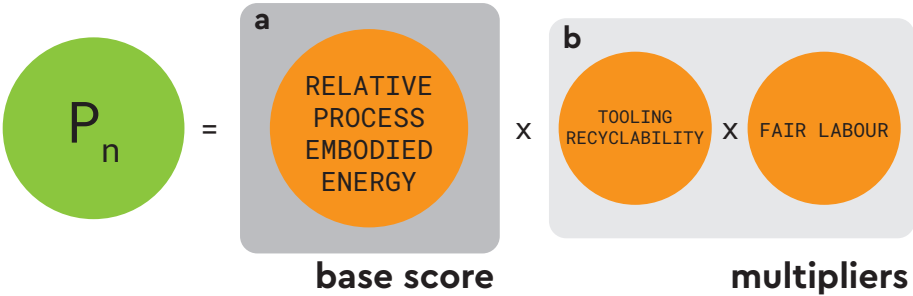 a
b
P n = RELATIVE PROCESS EMBODIED ENERGY x TOOLING RECYCLABILITY x FAIR LABOUR
base score
multipliers